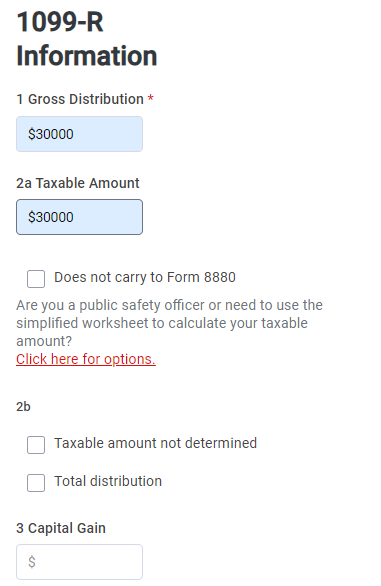 1099-R
Information
1 Gross Distribution *
$30000
2a Taxable Amount
$30000
Does not carry to Form 8880
Are you a public safety officer or need to use the
simplified worksheet to calculate your taxable
amount?
Click here for options.
2b
Taxable amount not determined
Total distribution
3 Capital Gain
$